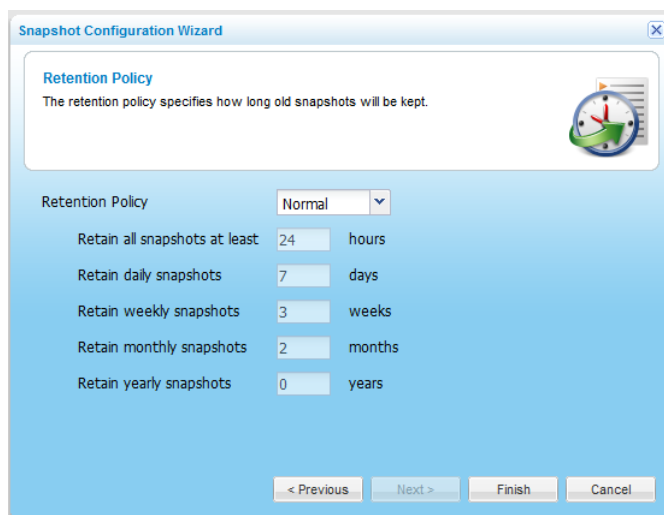 Snapshot Configuration Wizard
Retention Policy
The retention policy specifies how long old snapshots will be kept.
Retention Policy Normal
Retain all snapshots at least 24 hours
Retain daily snapshots 7 days
Retain weekly snapshots 3 weeks
Retain monthly snapshots 2 months
Retain yearly snapshots 0 years
< Previous Next > Finish Cancel